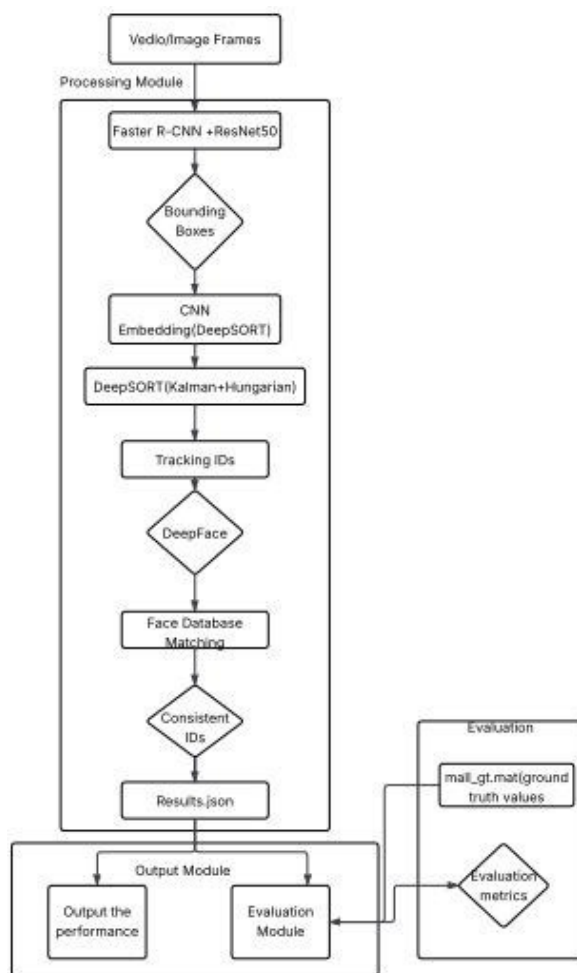 Vedio/Image Frames
Processing Module
Faster R-CNN +ResNet50
Bounding
Boxes
CNN
Embedding(DeepSORT)
DeepSORT(Kalman+Hungarian)
Tracking IDs
DeepFace
Face Database
Matching
Consistent
IDs
Results.json
Evaluation
mall_gt.mat(ground
truth values
Evaluation
metrics
Output Module
Output the
performance
Evaluation
Module